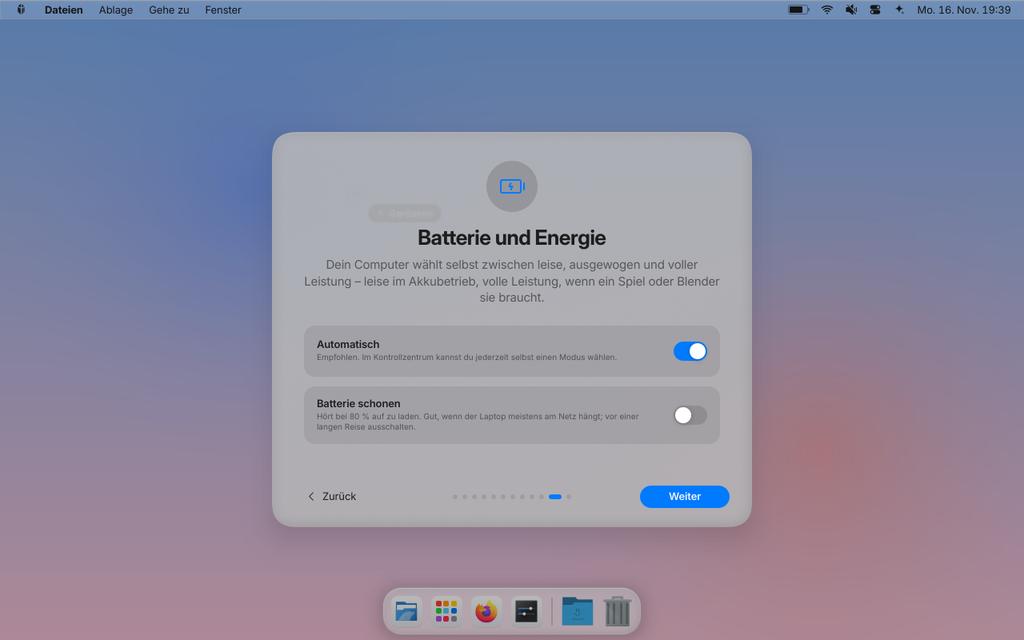 Dateien Ablage Gehe zu Fenster Mo. 16. Nov. 19:39
Batterie und Energie
Dein Computer wählt selbst zwischen leise, ausgewogen und voller
Leistung – leise im Akkubetrieb, volle Leistung, wenn ein Spiel oder Blender
sie braucht.
Automatisch
Empfohlen. Im Kontrollzentrum kannst du jederzeit selbst einen Modus wählen.
Batterie schonen
Hört bei 80 % auf zu laden. Gut, wenn der Laptop meistens am Netz hängt; vor einer
langen Reise ausschalten.
Zurück Weiter